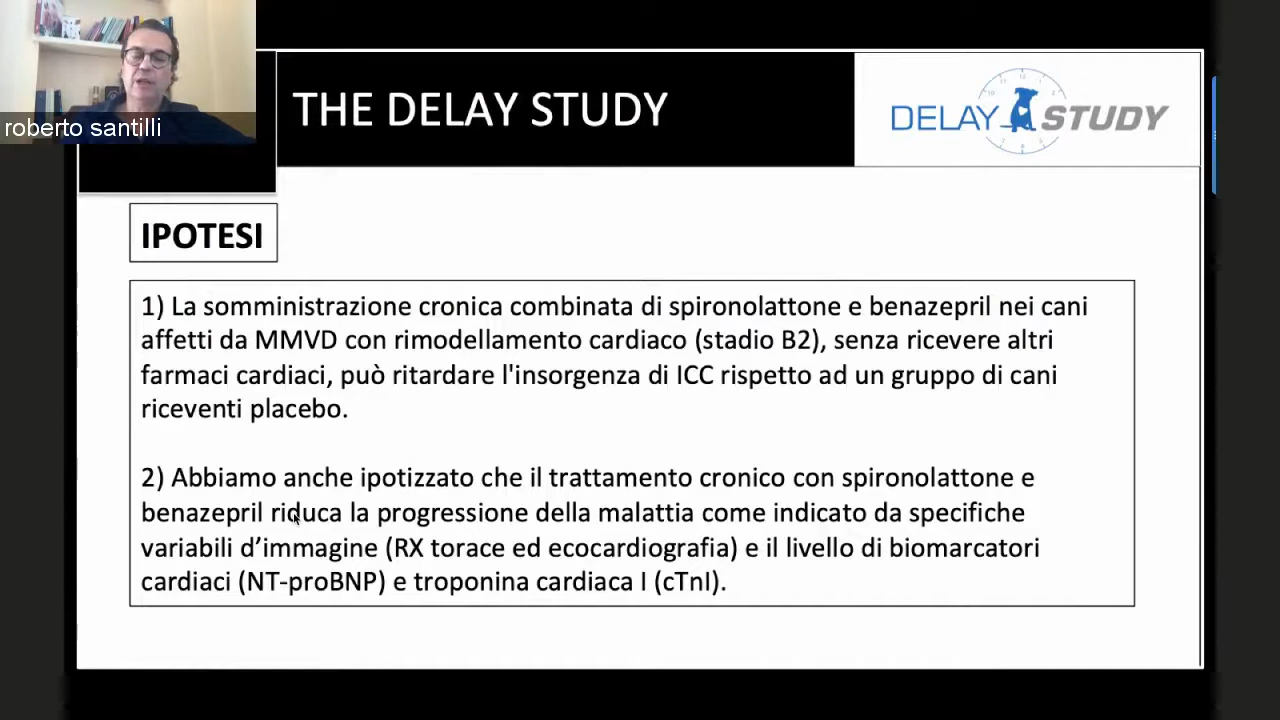 roberto santilli
THE DELAY STUDY
DELAY STUDY
IPOTESI
1) La somministrazione cronica combinata di spironolattone e benazepril nei cani
affetti da MMVD con rimodellamento cardiaco (stadio B2), senza ricevere altri
farmaci cardiaci, può ritardare l'insorgenza di ICC rispetto ad un gruppo di cani
riceventi placebo.
2) Abbiamo anche ipotizzato che il trattamento cronico con spironolattone e
benazepril riduca la progressione della malattia come indicato da specifiche
variabili d’immagine (RX torace ed ecocardiografia) e il livello di biomarcatori
cardiaci (NT-proBNP) e troponina cardiaca I (cTnI).